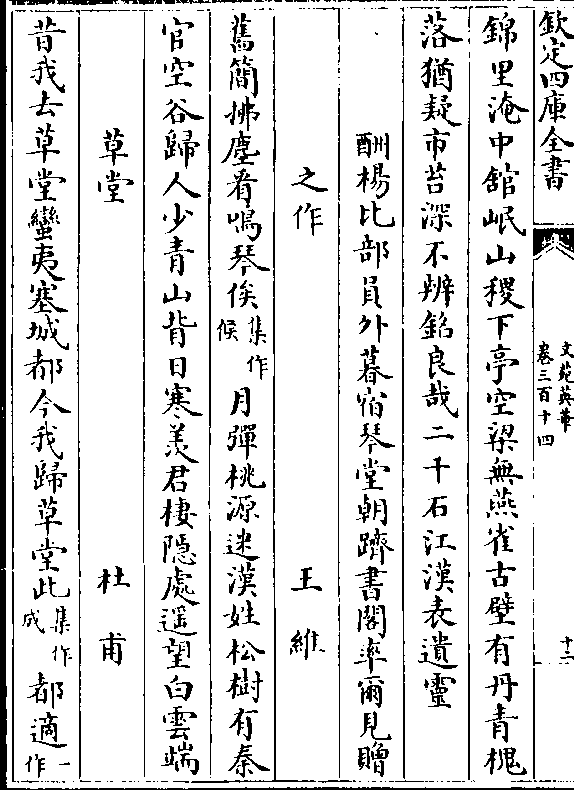 欽定四庫全書
文苑英華
卷三百十四
十二
錦里淹中舘岷山稷下亭空梁無燕雀古壁有丹青槐
落猶疑市苔深不辨銘良哉二千石江漢表遺靈
酬楊比部員外暮宿琴堂朝躋書閣率爾見贈
之作
王維
舊簡拂塵看鳴琴俟集作候月彈桃源迷漢姓松樹有秦
官空谷歸人少青山背日寒羡君棲隠處遥望白雲端
草堂
杜甫
昔我去草堂蠻夷塞城都今我歸草堂此集作成都適一作